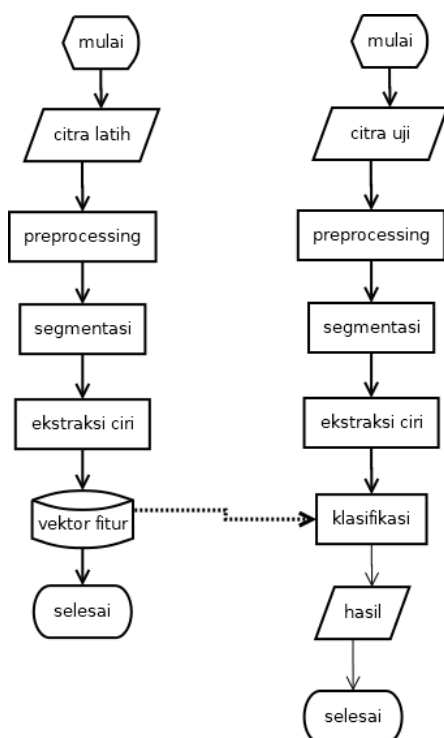 mulai
citra latih
preprocessing
segmentasi
ekstraksi ciri
vektor fitur
selesai
mulai
citra uji
preprocessing
segmentasi
ekstraksi ciri
klasifikasi
hasil
selesai